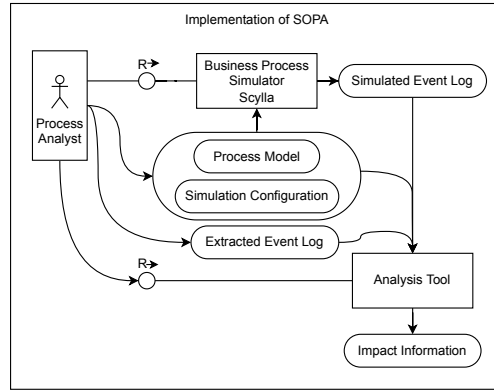 Implementation of SOPA
R
Business Process
Simulator
Scylla
Simulated Event Log
Process
Analyst
Process Model
Simulation Configuration
Extracted Event Log
R
Analysis Tool
Impact Information